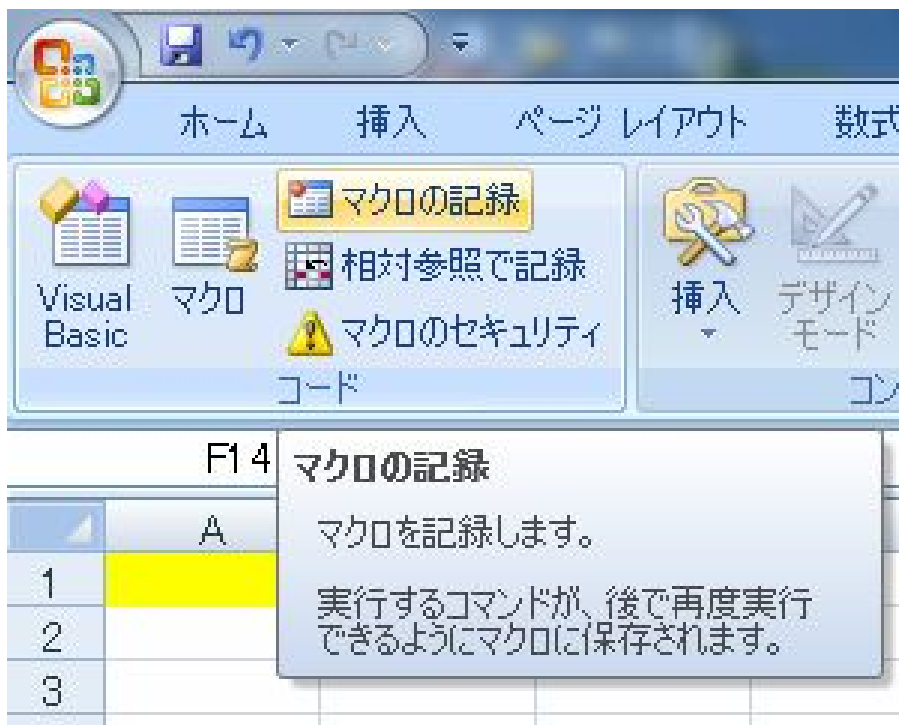 ホーム 挿入 ページ レイアウト 数式
マクロの記録
相対参照で記録
マクロのセキュリティ
Visual
Basic
マクロ
挿入
デザイン
モード
コード
コン
F14
マクロの記録
マクロを記録します。
実行するコマンドが、後で再度実行
できるようにマクロに保存されます。
A
1
2
3